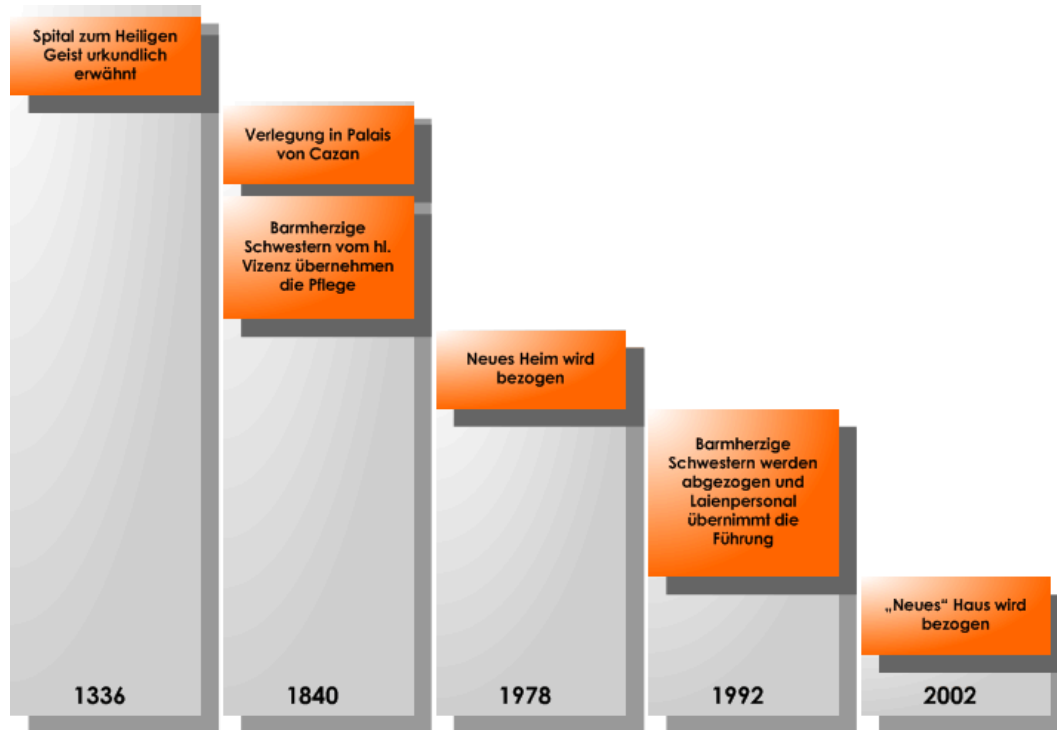 Spital zum Heiligen
Geist urkundlich
erwähnt
Verlegung in Palais
von Cazan
Barmherzige
Schwestern vom hl.
Vizenz übernehmen
die Pflege
Neues Heim wird
bezogen
Barmherzige
Schwestern werden
abgezogen und
Laienpersonal
übernimmt die
Führung
„Neues“ Haus wird
bezogen
1336
1840
1978
1992
2002